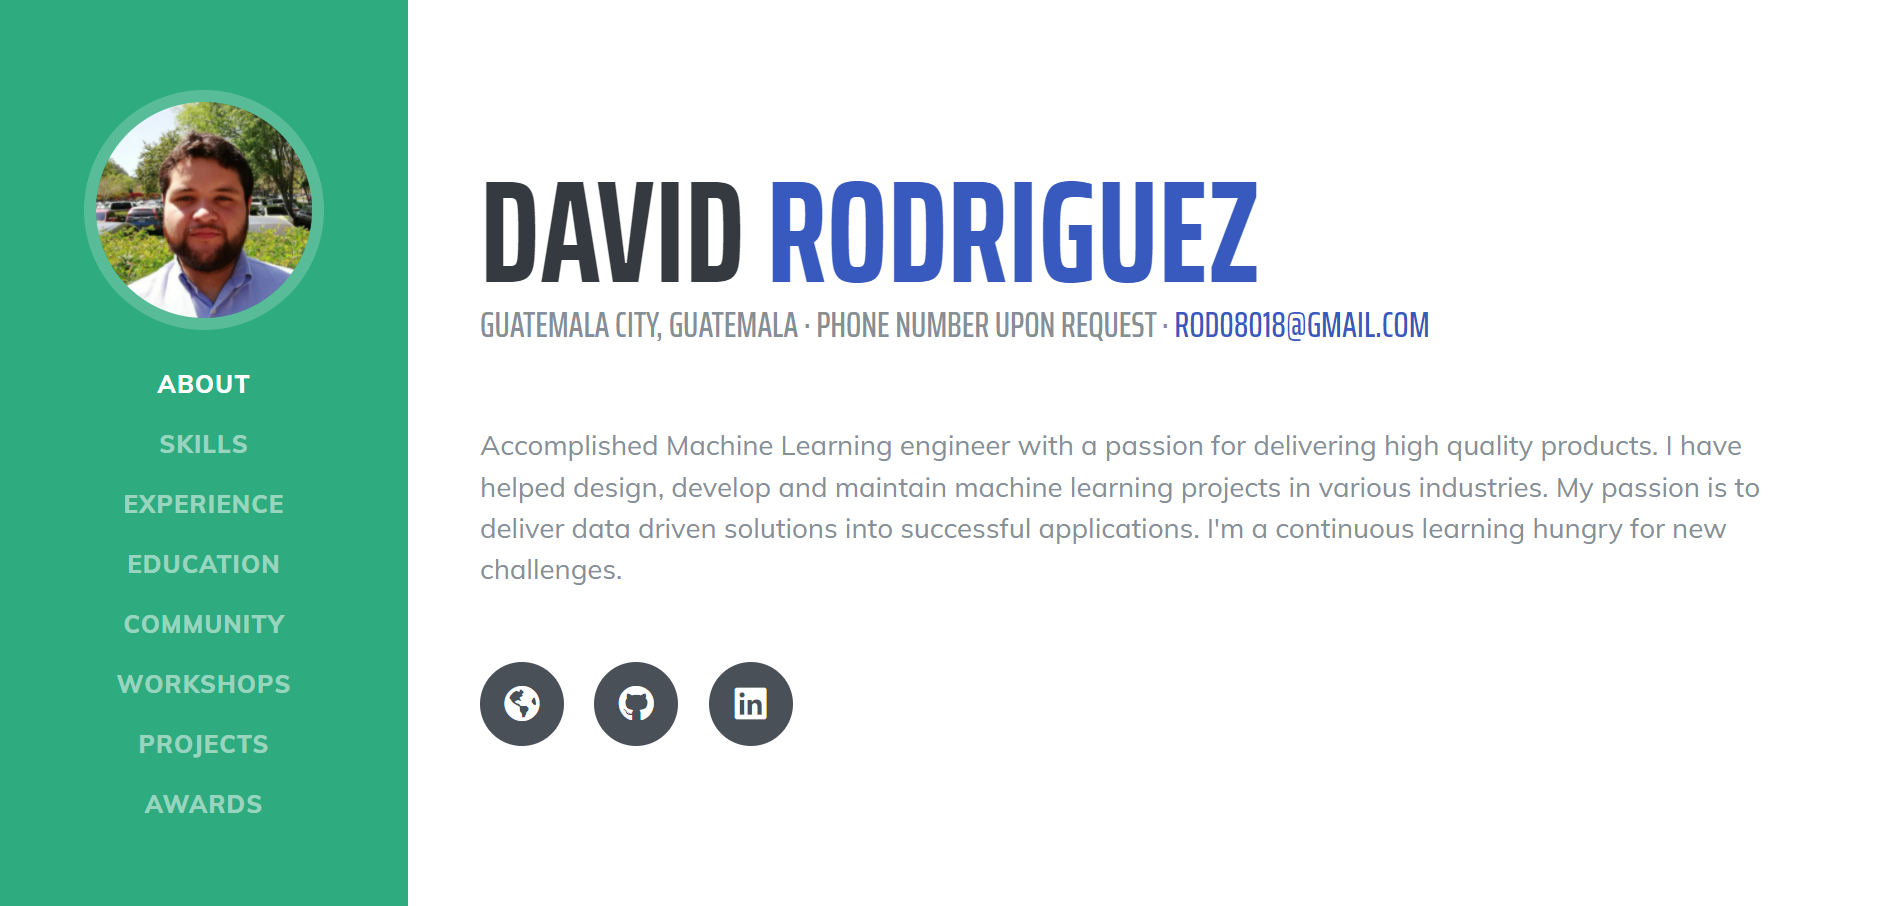 ABOUT
SKILLS
EXPERIENCE
EDUCATION
COMMUNITY
WORKSHOPS
PROJECTS
AWARDS
DAVID RODRIGUEZ
GUATEMALA CITY, GUATEMALA · PHONE NUMBER UPON REQUEST · ROD08018@GMAIL.COM
Accomplished Machine Learning engineer with a passion for delivering high quality products. I have
helped design, develop and maintain machine learning projects in various industries. My passion is to
deliver data driven solutions into successful applications. I'm a continuous learning hungry for new
challenges.
in